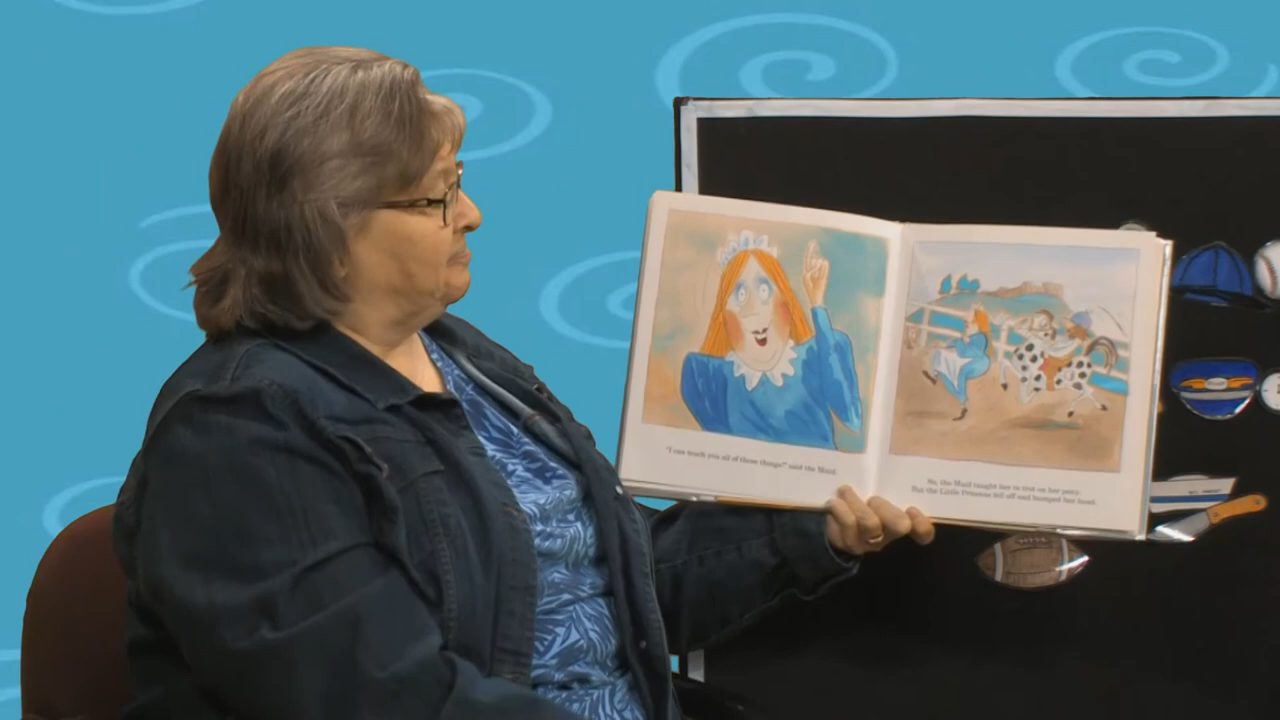 "I can teach you all of those things!" said the Maid.
So, the Maid taught her to trot on her pony.
But the Little Princess fell off and bumped her head.